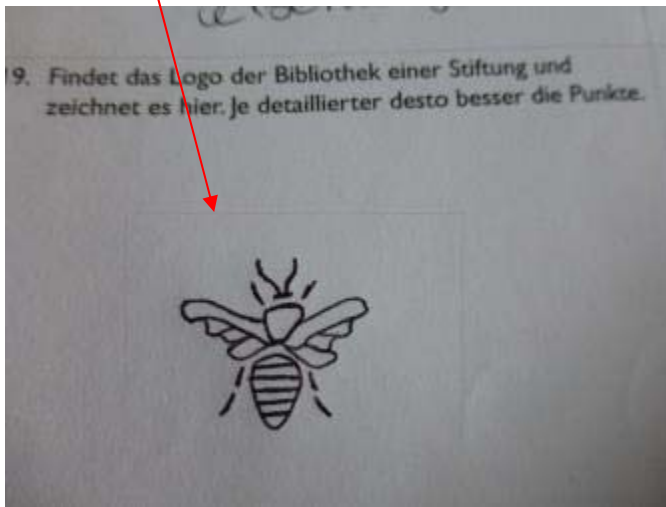 19. Findet das Logo der Bibliothek einer Stiftung und
zeichnet es hier. Je detaillierter desto besser die Punkte.